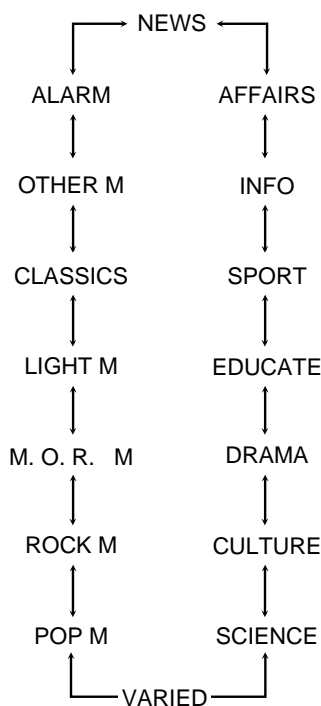 NEWS
ALARM AFFAIRS
OTHER M INFO
CLASSICS SPORT
LIGHT M EDUCATE
M. O. R. M DRAMA
ROCK M CULTURE
POP M SCIENCE
VARIED